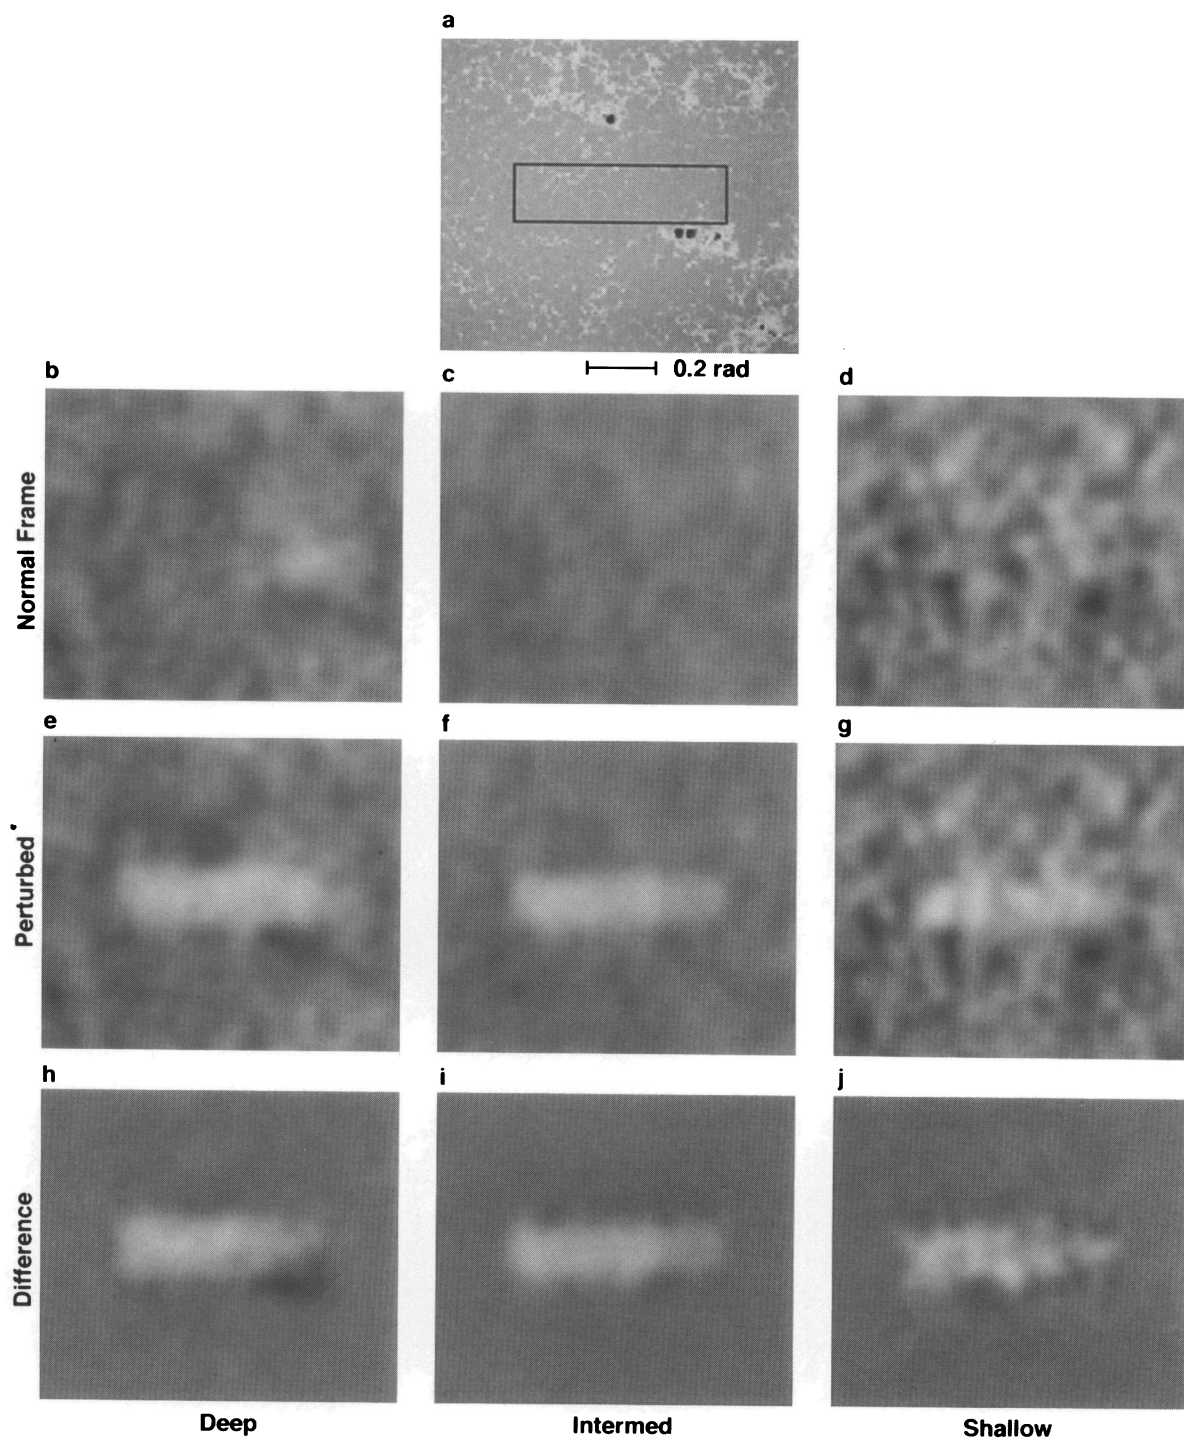 a
0.2 rad
b
c
d
Normal Frame
e
f
g
Perturbed
h
i
j
Difference
Deep
Intermed
Shallow